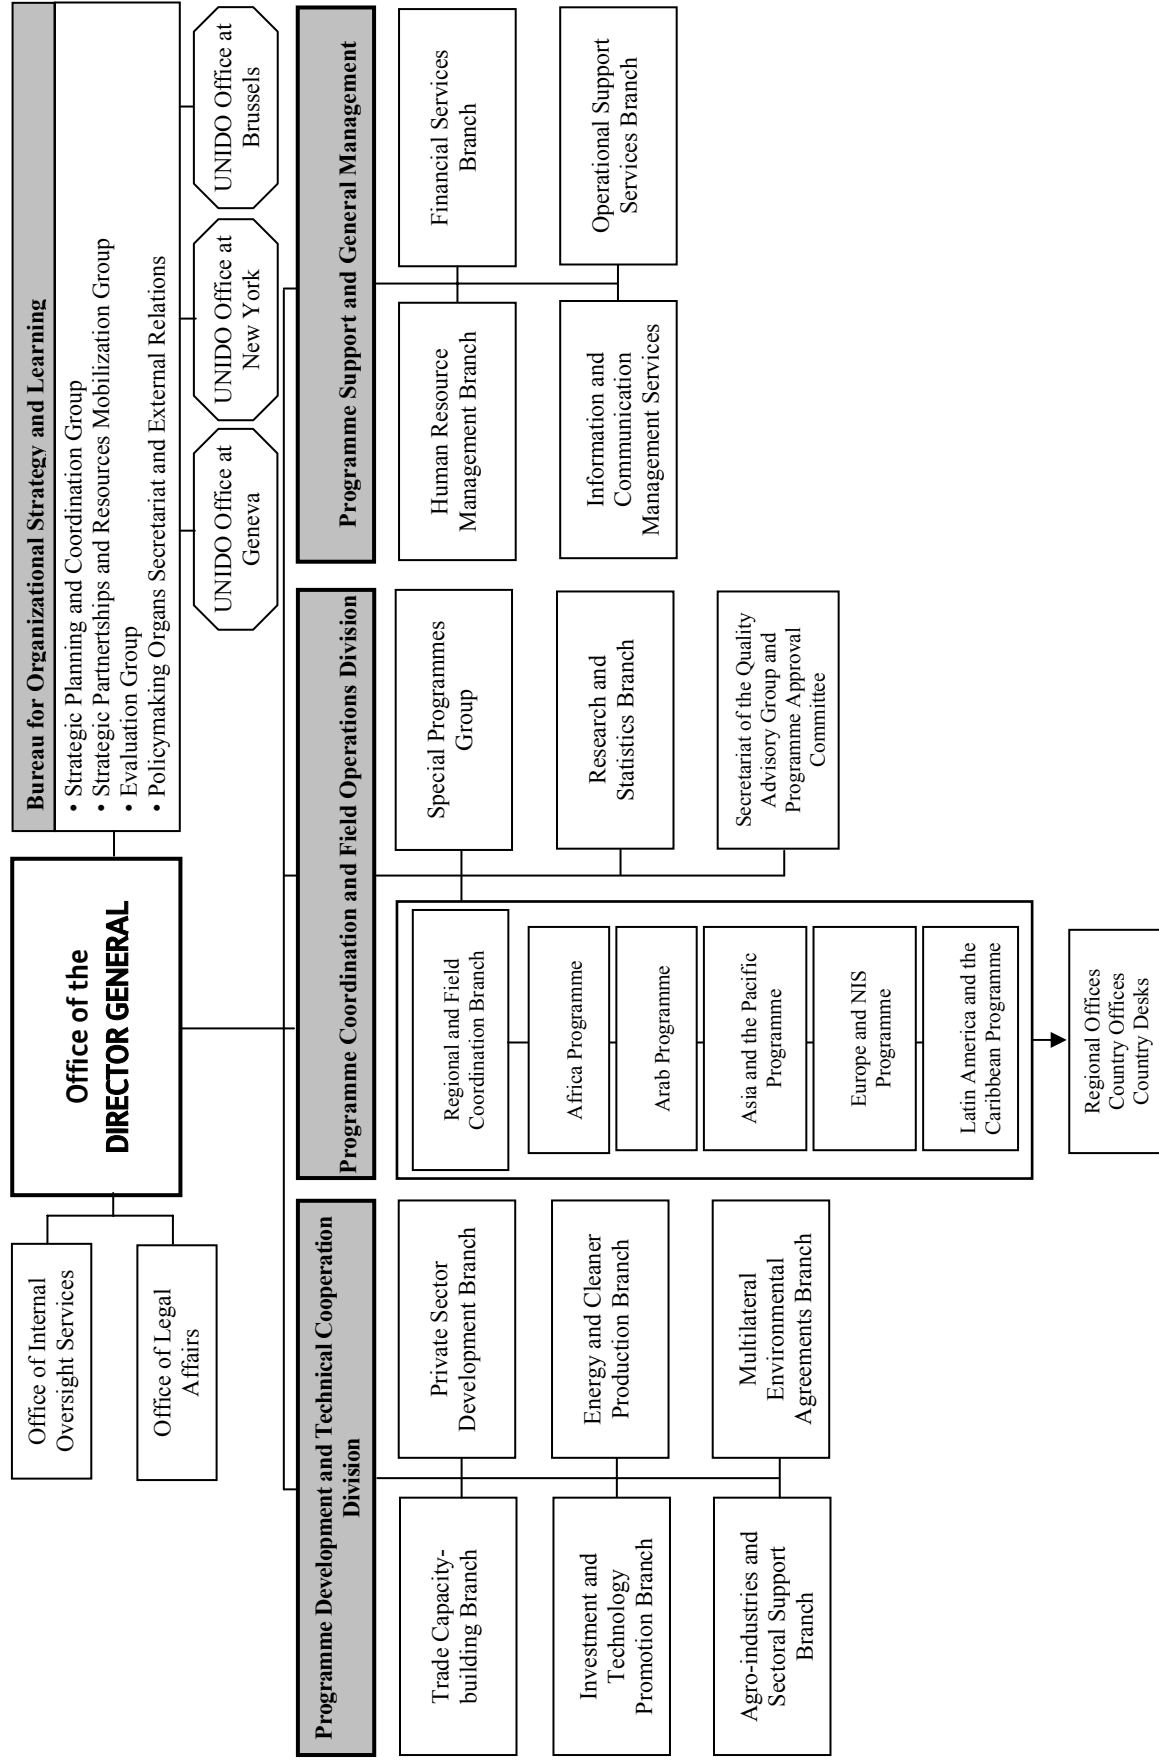 Office of Internal
Oversight Services
Office of Legal
Affairs
Office of the
DIRECTOR GENERAL
Bureau for Organizational Strategy and Learning
• Strategic Planning and Coordination Group
• Strategic Partnertships and Resources Mobilization Group
• Evaluation Group
• Policymaking Organs Secretariat and External Relations
UNIDO Office at
Geneva
UNIDO Office at
New York
UNIDO Office at
Brussels
Programme Development and Technical Cooperation
Division
Trade Capacity-
building Branch
Private Sector
Development Branch
Investment and
Technology
Promotion Branch
Energy and Cleaner
Production Branch
Agro-industries and
Sectoral Support
Branch
Multilateral
Environmental
Agreements Branch
Programme Coordination and Field Operations Division
Regional and Field
Coordination Branch
Africa Programme
Arab Programme
Asia and the Pacific
Programme
Europe and NIS
Programme
Latin America and the
Caribbean Programme
Regional Offices
Country Offices
Country Desks
Special Programmes
Group
Research and
Statistics Branch
Secretariat of the Quality
Advisory Group and
Programme Approval
Committee
Programme Support and General Management
Human Resource
Management Branch
Financial Services
Branch
Information and
Communication
Management Services
Operational Support
Services Branch